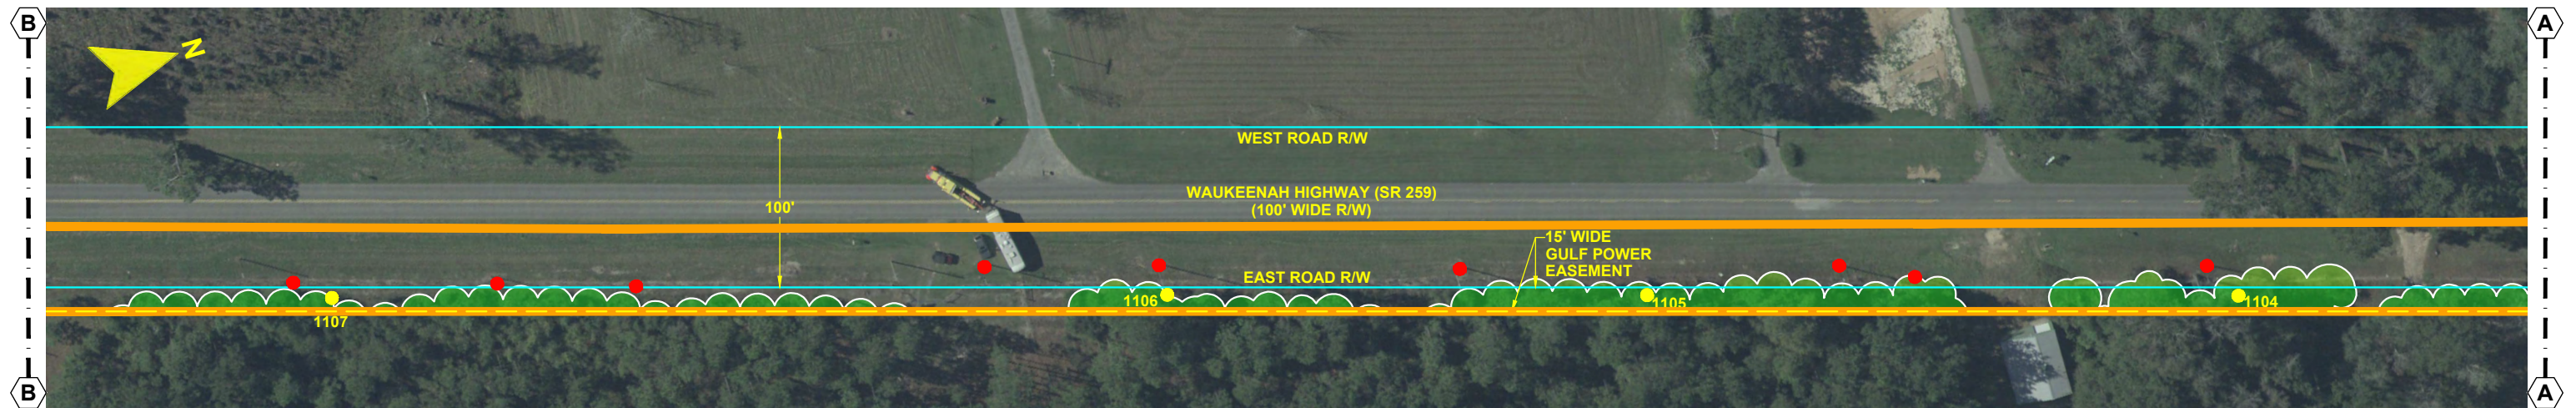 B
A
N
WEST ROAD R/W
WAUKEENAH HIGHWAY (SR 259)
(100' WIDE R/W)
100'
15' WIDE
GULF POWER
EASEMENT
EAST ROAD R/W
1106
1105
1104
1107
B
A